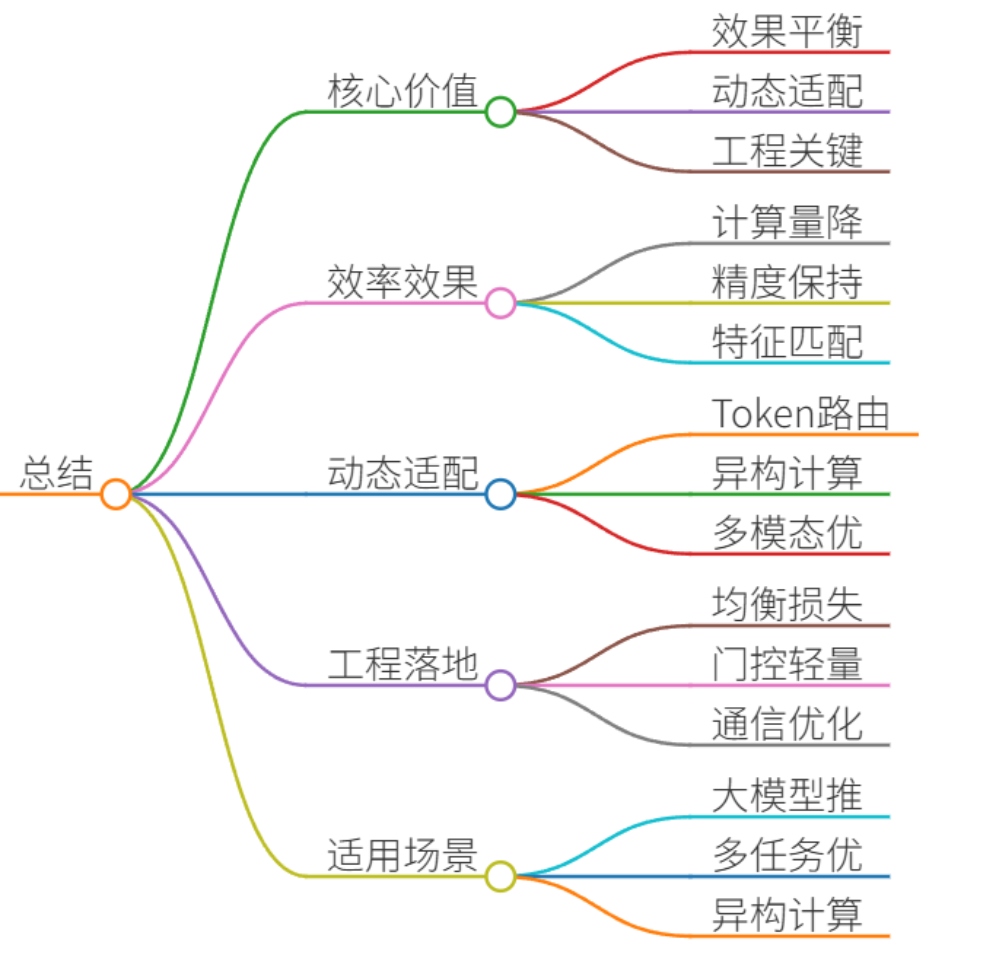 总结
核心价值
效果平衡
动态适配
工程关键
效率效果
计算量降
精度保持
特征匹配
动态适配
Token路由
异构计算
多模态优
工程落地
均衡损失
门控轻量
通信优化
适用场景
大模型推
多任务优
异构计算